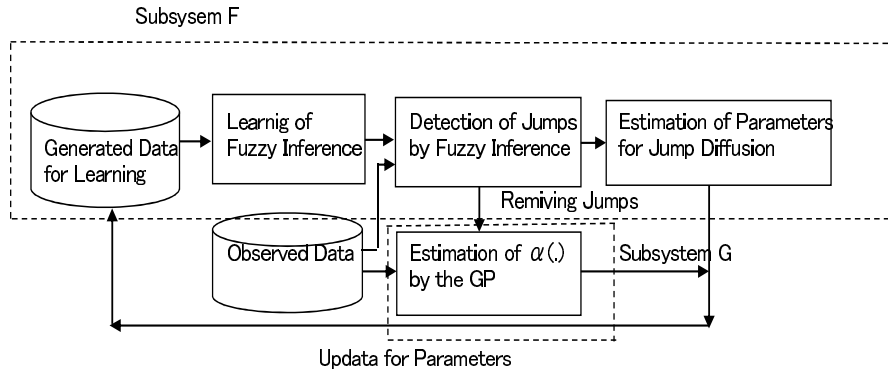 Subsysem F
Generated Data
for Learning
Learnig of
Fuzzy Inference
Detection of Jumps
by Fuzzy Inference
Estimation of Parameters
for Jump Diffusion
Remiving Jumps
Observed Data
Estimation of α(.)
by the GP
Subsystem G
Updata for Parameters